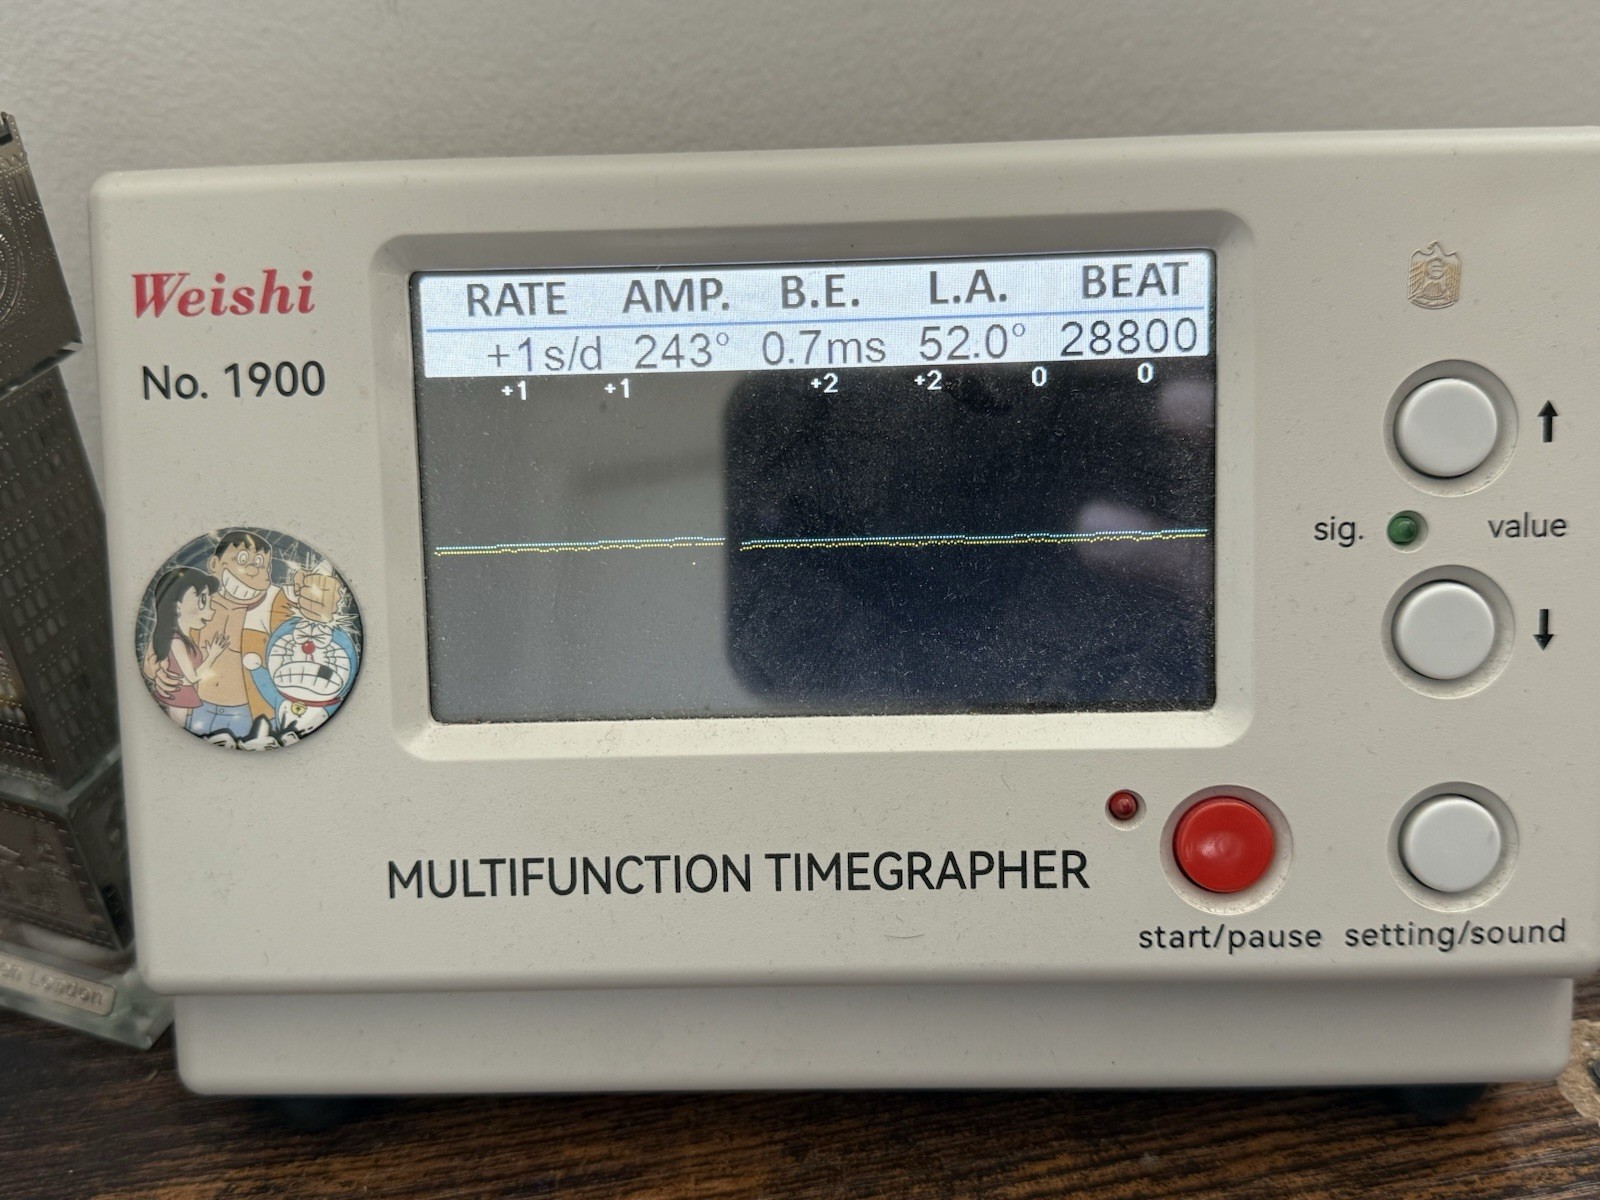 Weishi
No. 1900
RATE AMP. B.E. L.A. BEAT
+1s/d 243° 0.7ms 52.0° 28800
+1 +1 +2 +2 0 0
sig. value
MULTIFUNCTION TIMEGRAPHER
start/pause setting/sound
London